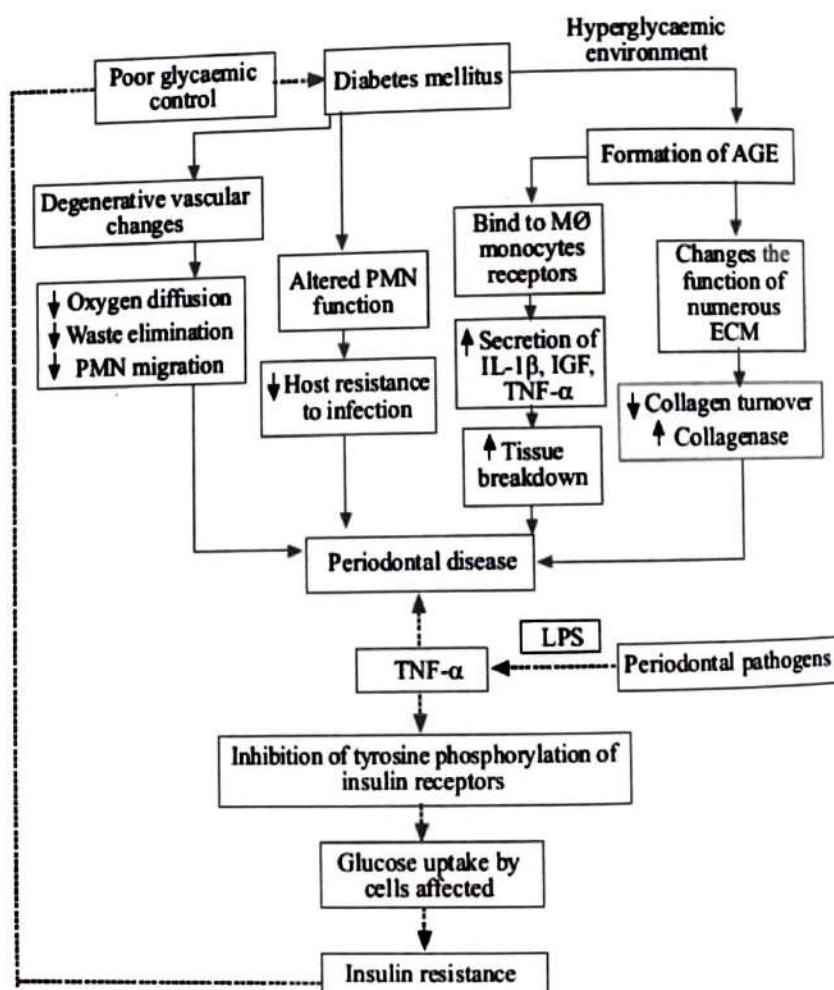 Hyperglycaemic
environment
Poor glycaemic
control
Diabetes mellitus
Formation of AGE
Degenerative vascular
changes
Bind to MØ
monocytes
receptors
Changes the
function of
numerous
ECM
Altered PMN
function
↓ Oxygen diffusion
↓ Waste elimination
↓ PMN migration
↑ Secretion of
IL-1β, IGF,
TNF-α
↓ Host resistance
to infection
↓ Collagen turnover
↑ Collagenase
↑ Tissue
breakdown
Periodontal disease
LPS
TNF-α
Periodontal pathogens
Inhibition of tyrosine phosphorylation of
insulin receptors
Glucose uptake by
cells affected
Insulin resistance